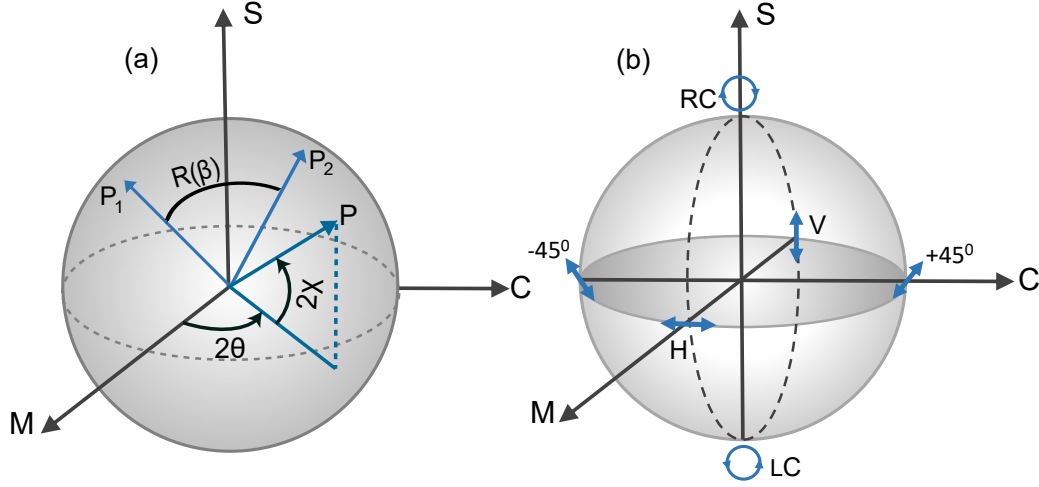 (a)
S
P₁
R(β)
P₂
P
2χ
2θ
C
M
(b)
S
RC
V
-45⁰
+45⁰
C
H
M
LC